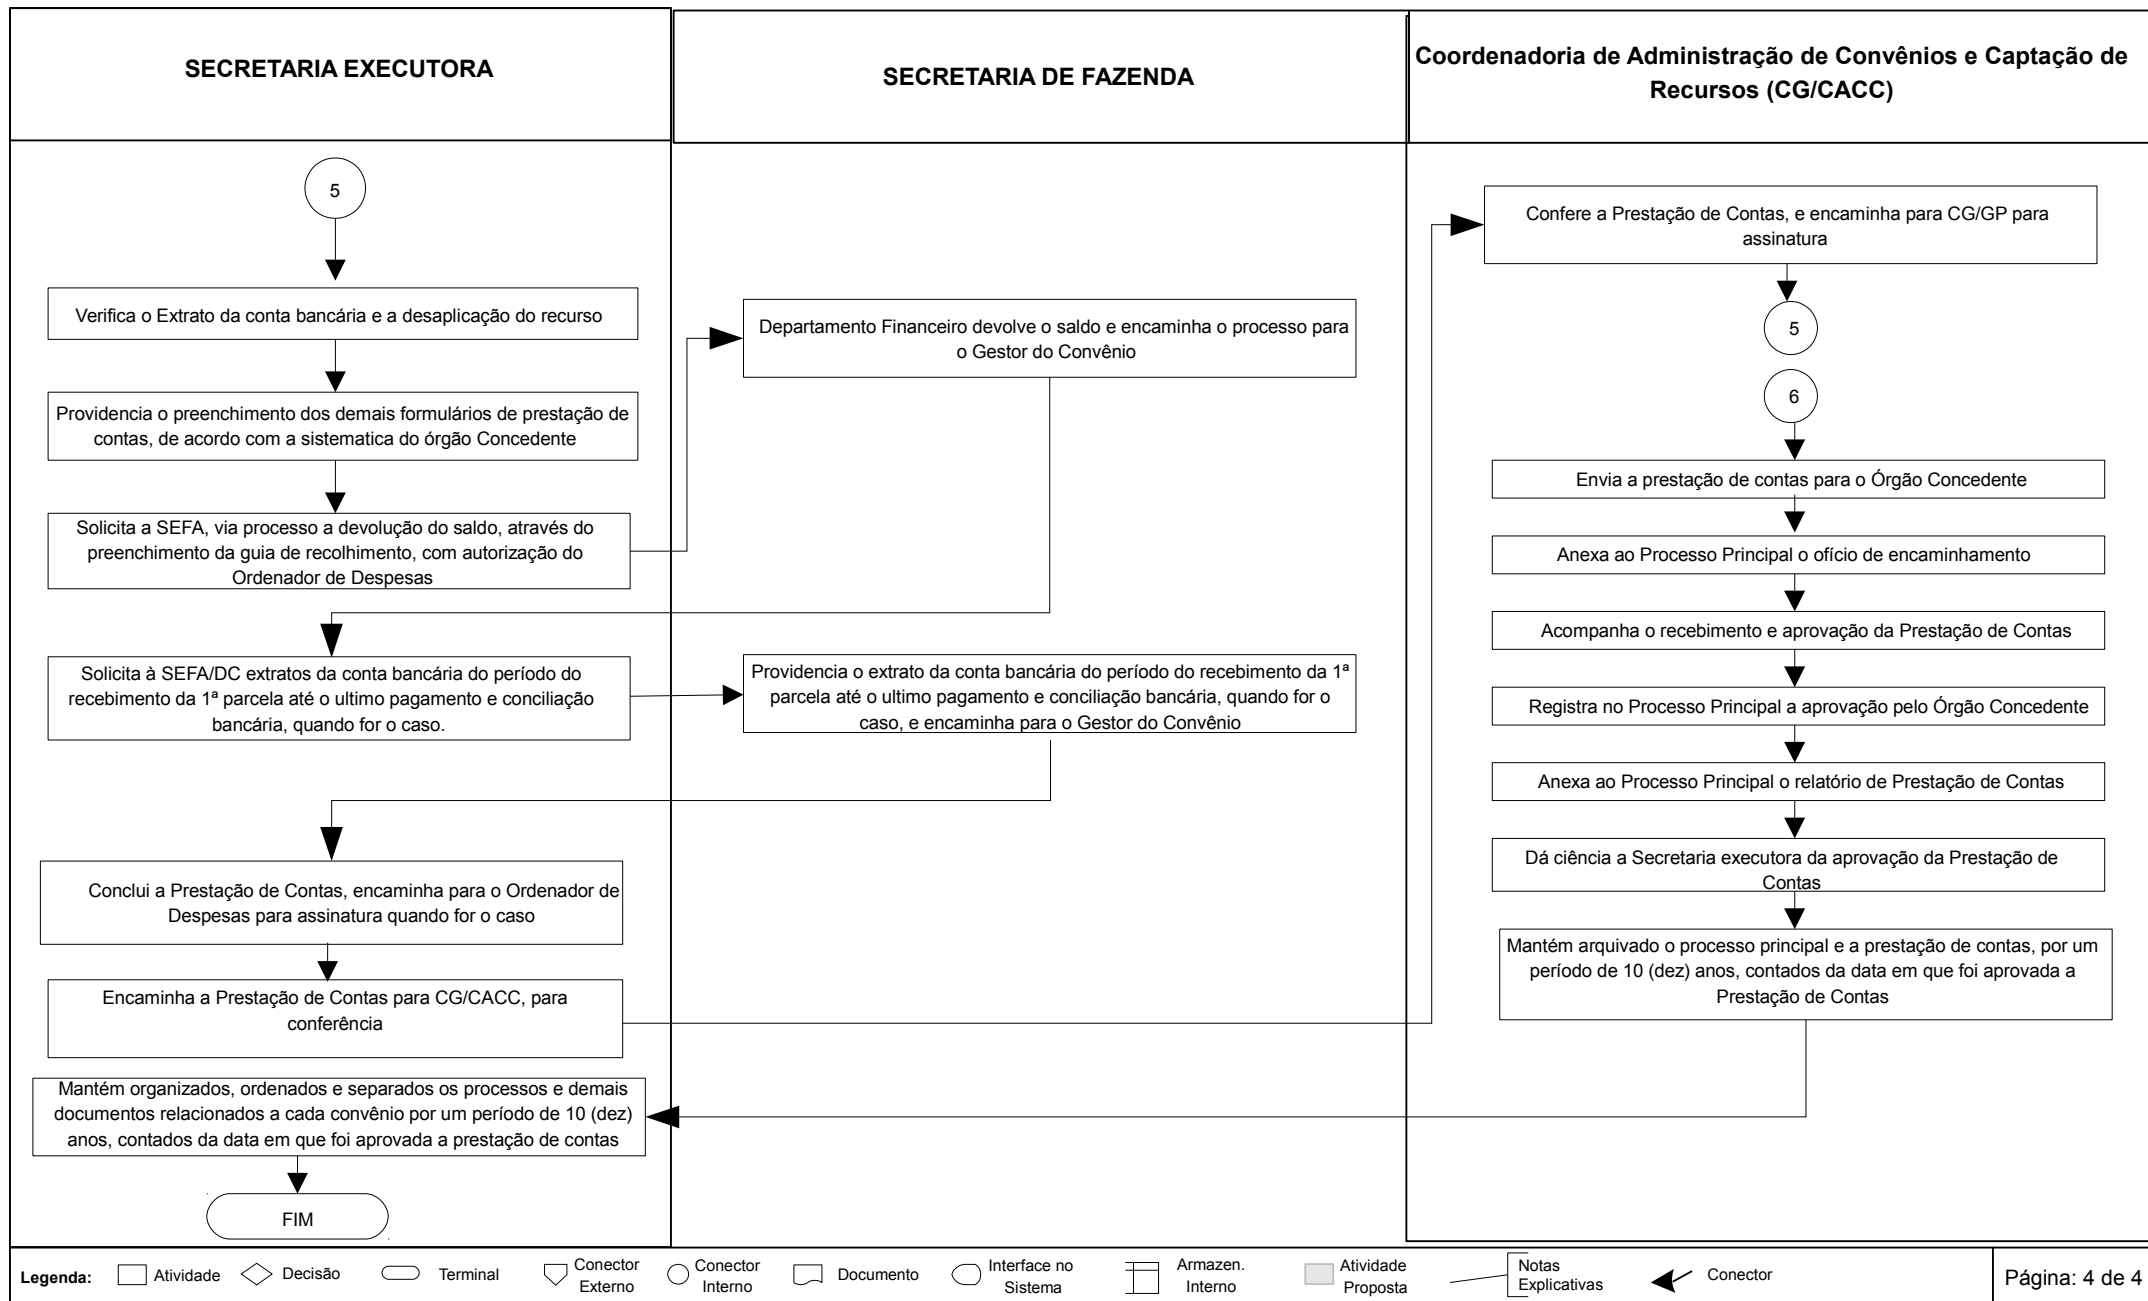 SECRETARIA EXECUTORA
SECRETARIA DE FAZENDA
Coordenadoria de Administração de Convênios e Captação de
Recursos (CG/CACC)
5
Verifica o Extrato da conta bancária e a desaplicação do recurso
Providencia o preenchimento dos demais formulários de prestação de
contas, de acordo com a sistematica do órgão Concedente
Solicita a SEFA, via processo a devolução do saldo, através do
preenchimento da guia de recolhimento, com autorização do
Ordenador de Despesas
Departamento Financeiro devolve o saldo e encaminha o processo para
o Gestor do Convênio
Solicita à SEFA/DC extratos da conta bancária do período do
recebimento da 1ª parcela até o ultimo pagamento e conciliação
bancária, quando for o caso.
Providencia o extrato da conta bancária do período do recebimento da 1ª
parcela até o ultimo pagamento e conciliação bancária, quando for o
caso, e encaminha para o Gestor do Convênio
Conclui a Prestação de Contas, encaminha para o Ordenador de
Despesas para assinatura quando for o caso
Encaminha a Prestação de Contas para CG/CACC, para
conferência
Confere a Prestação de Contas, e encaminha para CG/GP para
assinatura
5
6
Envia a prestação de contas para o Órgão Concedente
Anexa ao Processo Principal o ofício de encaminhamento
Acompanha o recebimento e aprovação da Prestação de Contas
Registra no Processo Principal a aprovação pelo Órgão Concedente
Anexa ao Processo Principal o relatório de Prestação de Contas
Dá ciência a Secretaria executora da aprovação da Prestação de
Contas
Mantém arquivado o processo principal e a prestação de contas, por um
período de 10 (dez) anos, contados da data em que foi aprovada a
Prestação de Contas
Mantém organizados, ordenados e separados os processos e demais
documentos relacionados a cada convênio por um período de 10 (dez)
anos, contados da data em que foi aprovada a prestação de contas
FIM
Legenda:
Atividade
Decisão
Terminal
Conector
Externo
Conector
Interno
Documento
Interface no
Sistema
Armazen.
Interno
Atividade
Proposta
Notas
Explicativas
Conector
Página: 4 de 4